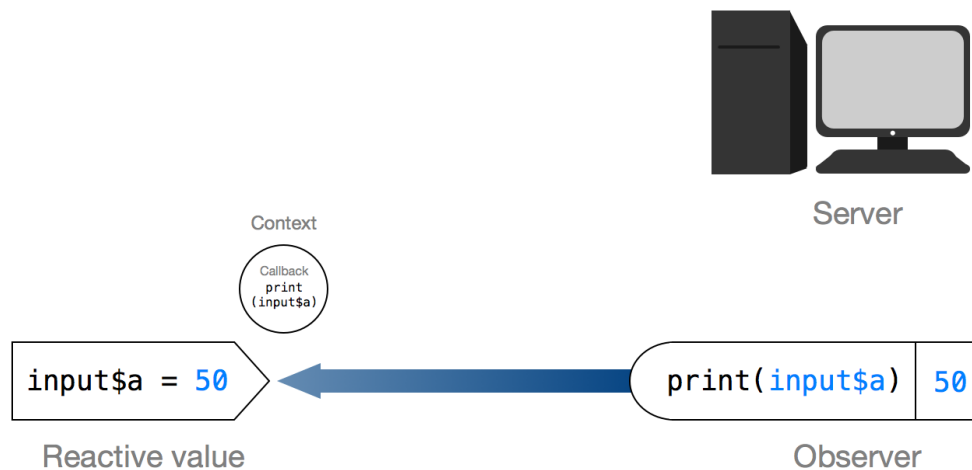 Server
Context
Callback
print
(input$a)
input$a = 50
print(input$a) 50
Reactive value
Observer